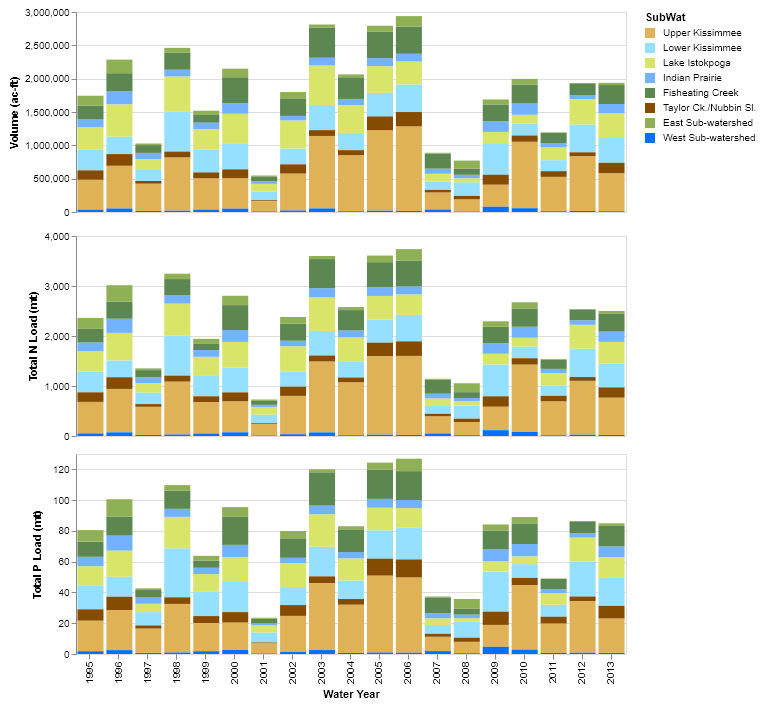 SubWat
Upper Kissimmee
Lower Kissimmee
Lake Istokpoga
Indian Prairie
Fisheating Creek
Taylor Ck./Nubbin Sl.
East Sub-watershed
West Sub-watershed
Volume (ac-ft)
3,000,000
2,500,000
2,000,000
1,500,000
1,000,000
500,000
0
Total N Load (mt)
4,000
3,000
2,000
1,000
0
Total P Load (mt)
120
100
80
60
40
20
0
1995 1996 1997 1998 1999 2000 2001 2002 2003 2004 2005 2006 2007 2008 2009 2010 2011 2012 2013
Water Year